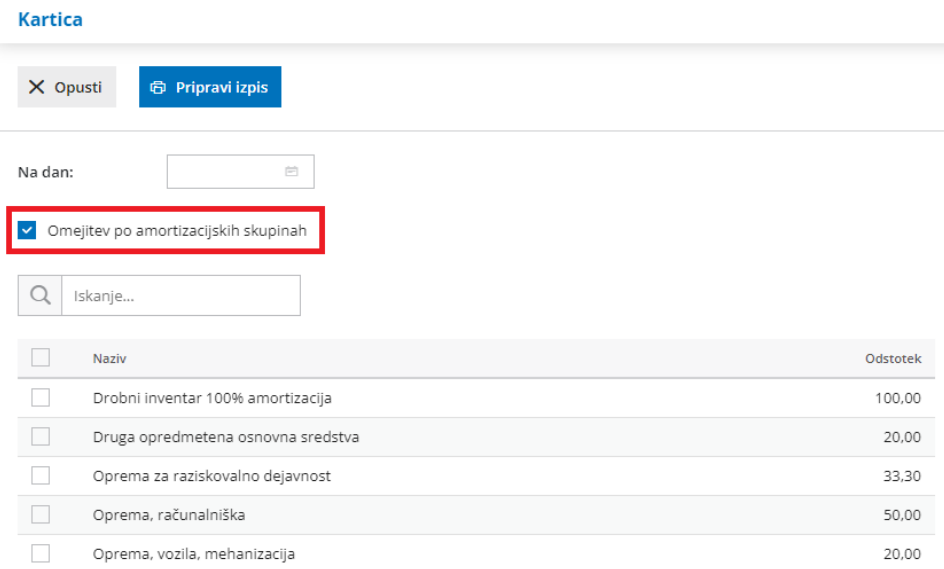 Kartica
Opusti Pripravi izpis
Na dan:
Omejitev po amortizacijskih skupinah
Iskanje...
Naziv Odstotek
Drobni inventar 100% amortizacija 100,00
Druga opredmetena osnovna sredstva 20,00
Oprema za raziskovalno dejavnost 33,30
Oprema, računalniška 50,00
Oprema, vozila, mehanizacija 20,00